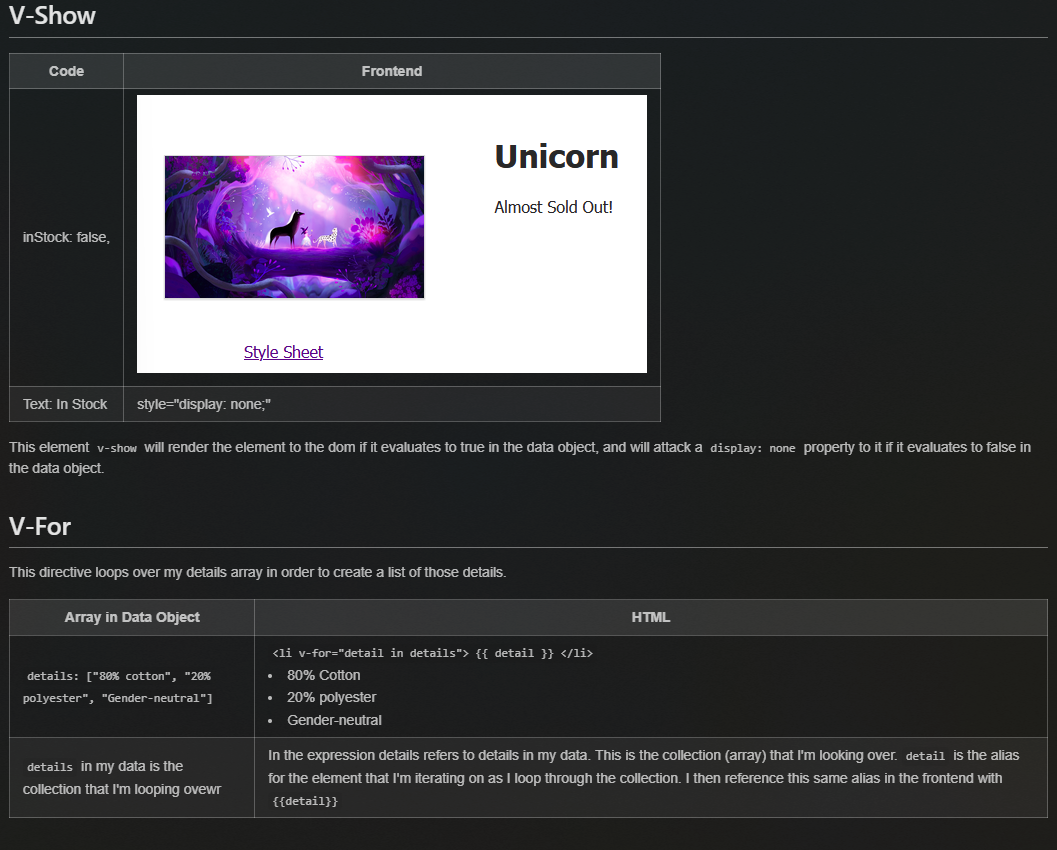 V-Show
Code Frontend
inStock: false,
Unicorn
Almost Sold Out!
Style Sheet
Text: In Stock style="display: none;"
This element v-show will render the element to the dom if it evaluates to true in the data object, and will attack a display: none property to it if it evaluates to false in
the data object.
V-For
This directive loops over my details array in order to create a list of those details.
Array in Data Object HTML
details: ["80% cotton", "20%
polyester", "Gender-neutral"]
<li v-for="detail in details"> {{ detail }} </li>
• 80% Cotton
• 20% polyester
• Gender-neutral
details in my data is the
collection that I'm looping ovewr
In the expression details refers to details in my data. This is the collection (array) that I'm looking over. detail is the alias
for the element that I'm iterating on as I loop through the collection. I then reference this same alias in the frontend with
{{detail}}